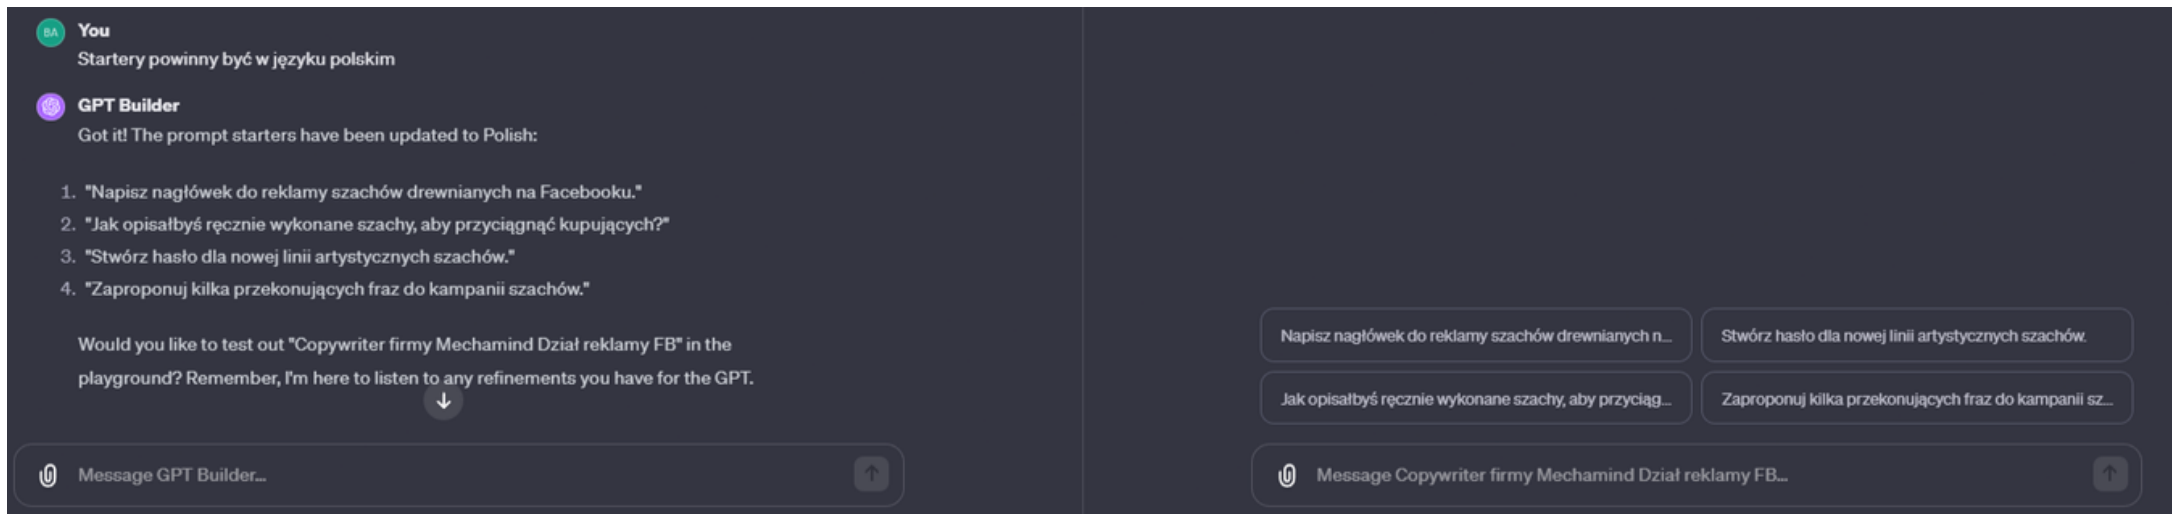 BA
You
Startery powinny być w języku polskim
GPT Builder
Got it! The prompt starters have been updated to Polish:
1. "Napisz nagłówek do reklamy szachów drewnianych na Facebooku."
2. "Jak opisałbyś ręcznie wykonane szachy, aby przyciągnąć kupujących?"
3. "Stwórz hasło dla nowej linii artystycznych szachów."
4. "Zaproponuj kilka przekonujących fraz do kampanii szachów."
Would you like to test out "Copywriter firmy Mechamind Dział reklamy FB" in the
playground? Remember, I'm here to listen to any refinements you have for the GPT.
Message GPT Builder...
Napisz nagłówek do reklamy szachów drewnianych n...
Stwórz hasło dla nowej linii artystycznych szachów.
Jak opisałbyś ręcznie wykonane szachy, aby przyciąg...
Zaproponuj kilka przekonujących fraz do kampanii sz...
Message Copywriter firmy Mechamind Dział reklamy FB...